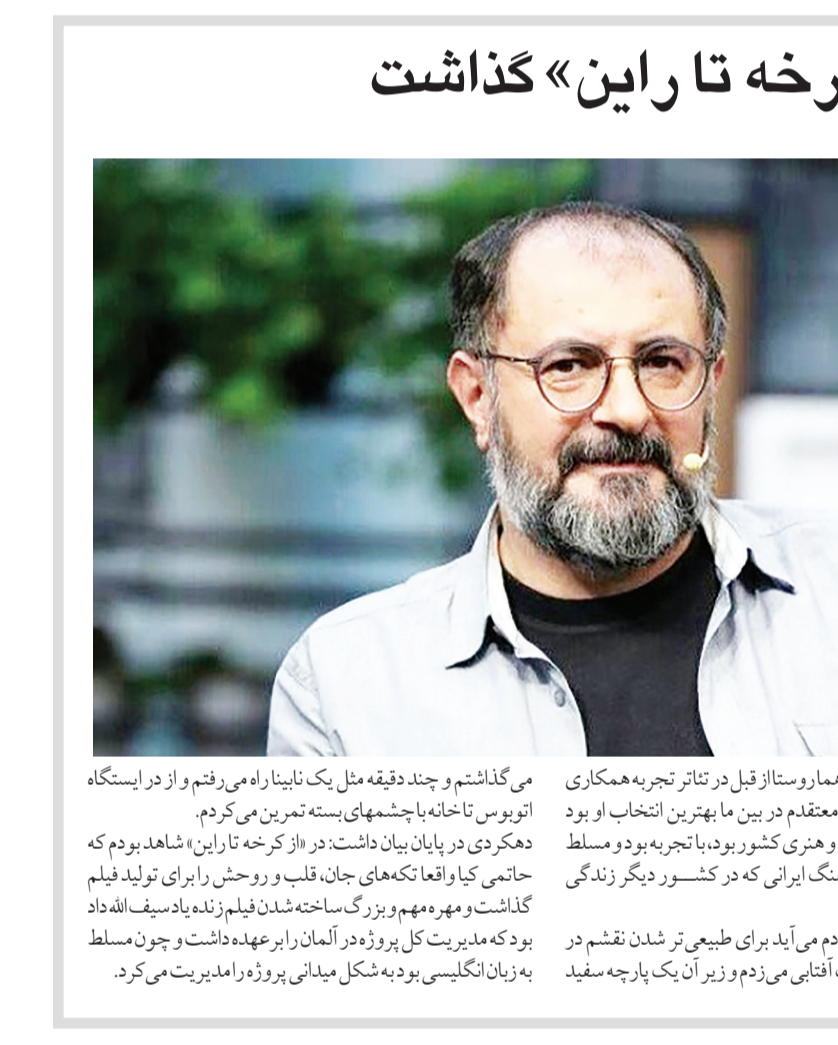 رخه تا راین» گذاشت
هما روستا از قبل در تئاتر تجربه همکاری
معتقدم در بین ما بهترین انتخاب او بود
و هنری کشور بود، با تجربه بود و مسلط
ایرانی که در کشـــور دیگر زندگی
می‌آید برای طبیعی‌تر شدن نقشم در
آفتابی می‌زدم و زیر آن یک پارچه سفید
می‌گذاشتم و چند دقیقه مثل یک نابینا راه می‌رفتم و از در ایستگاه
اتوبوس تا خانه با چشمهای بسته تمرین می‌کردم.
دهکردی در پایان بیان داشت: در «از کرخه تا راین» شاهد بودم که
حاتمی کیا واقعا تکه‌های جان، قلب و روحش را برای تولید فیلم
گذاشت و مهره مهم و بزرگ ساخته شدن فیلم زنده یاد سیف الله داد
بود که مدیریت کل پروژه در آلمان را بر عهده داشت و چون مسلط
به زبان انگلیسی بود به شکل میدانی پروژه را مدیریت می‌کرد.